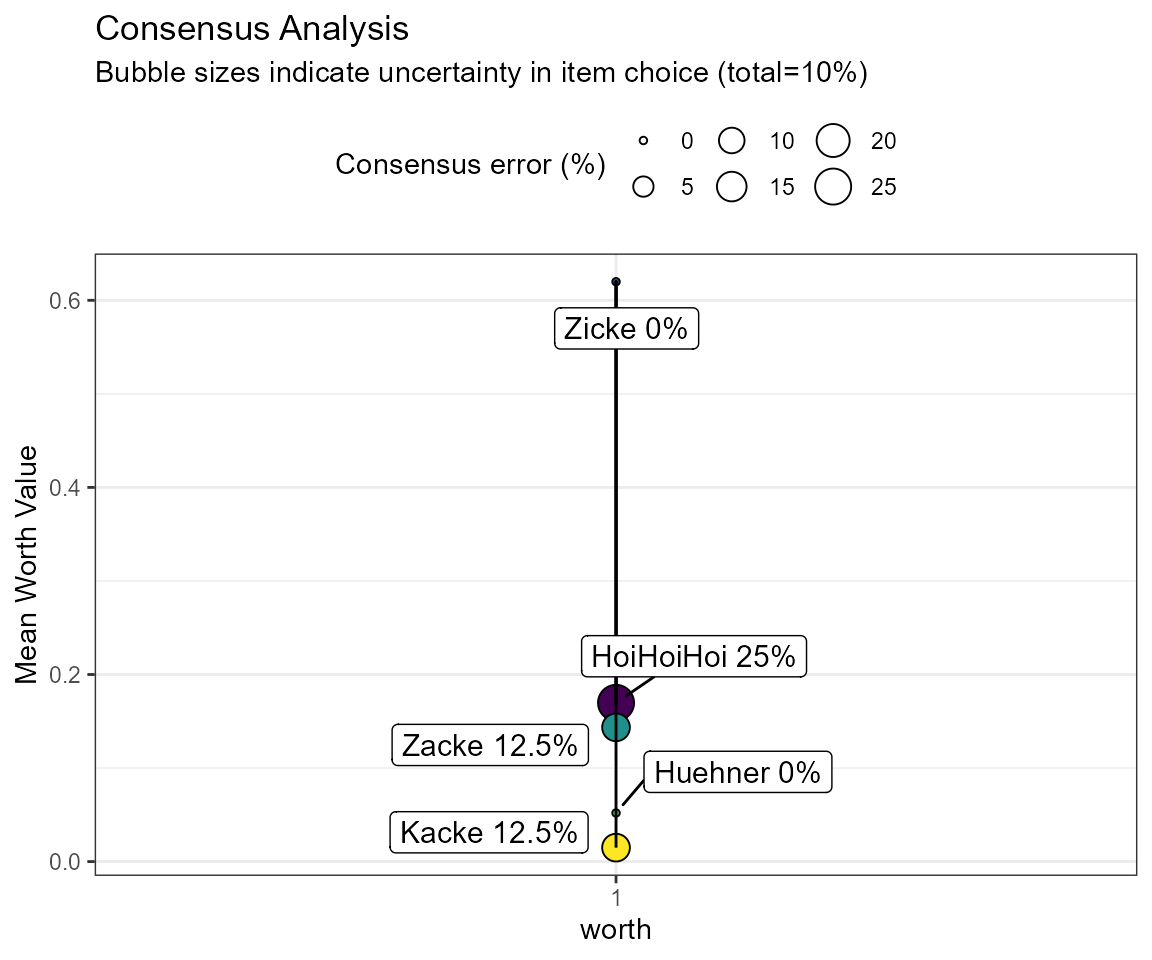 Consensus Analysis
Bubble sizes indicate uncertainty in item choice (total=10%)
Consensus error (%)
0 10 20
5 15 25
Mean Worth Value
0.6
0.4
0.2
0.0
Zicke 0%
HoiHoiHoi 25%
Zacke 12.5%
Huehner 0%
Kacke 12.5%
1
worth